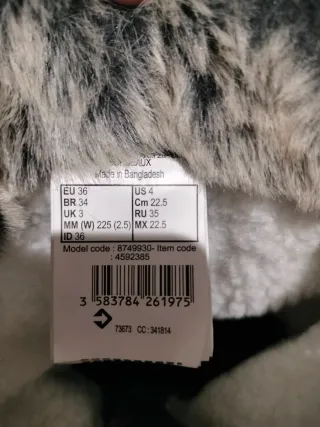 Made in Bangladesh
EU 36 US 4
BR 34 Cm 22.5
UK 3 RU 35
MM (W) 225 (2.5) MX 22.5
ID 36
Model code : 8749930- Item code
: 4592385
3 583784 261975
73673 CC : 341814